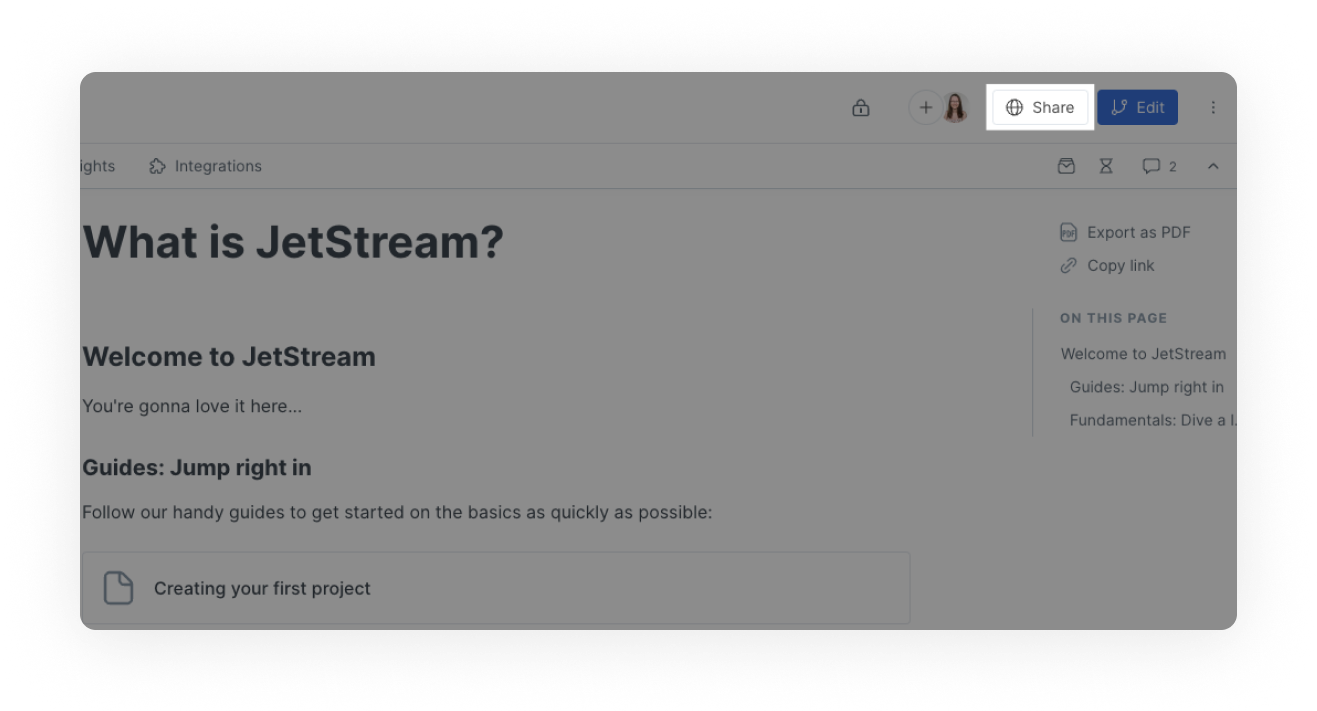 Share
Edit
ights
Integrations
2
What is JetStream?
PDF
Export as PDF
Copy link
ON THIS PAGE
Welcome to JetStream
Guides: Jump right in
Fundamentals: Dive a l.
Welcome to JetStream
You're gonna love it here...
Guides: Jump right in
Follow our handy guides to get started on the basics as quickly as possible:
Creating your first project